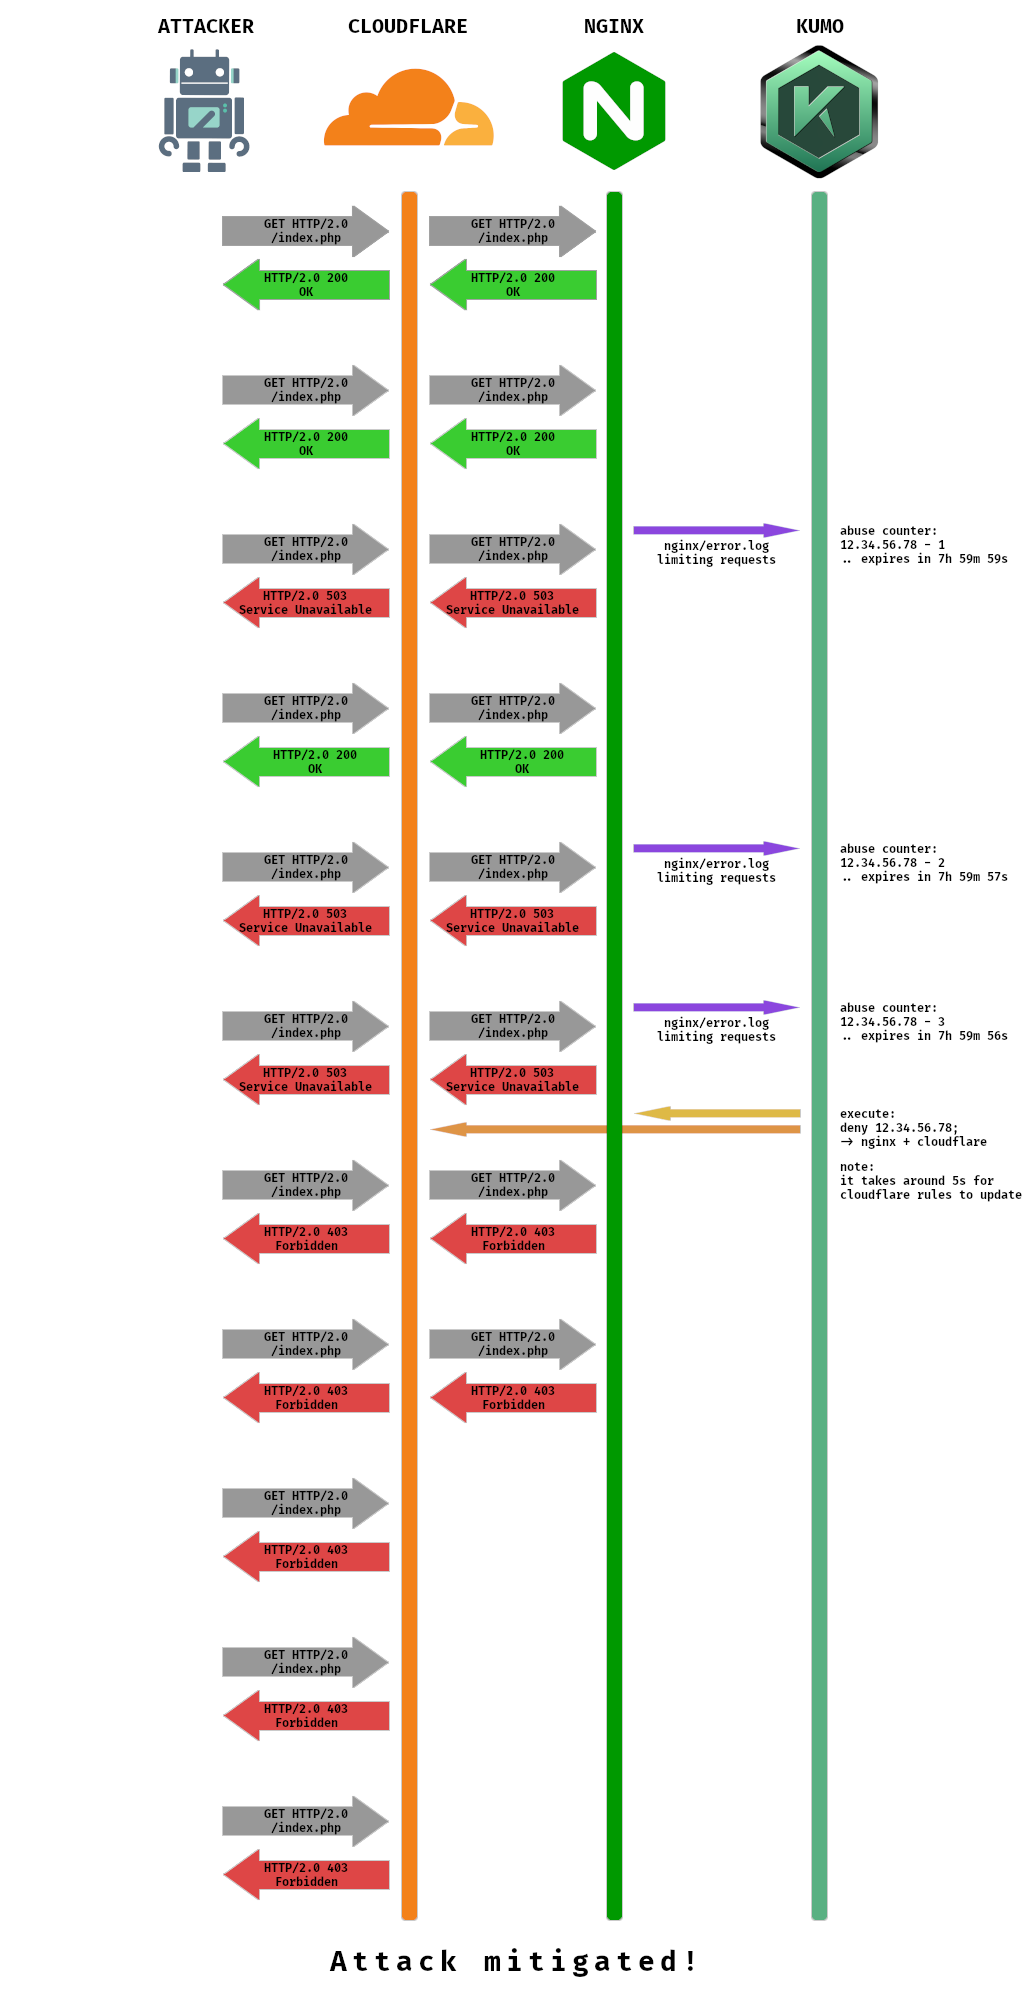 ATTACKER CLOUDFLARE NGINX KUMO
GET HTTP/2.0
/index.php
GET HTTP/2.0
/index.php
HTTP/2.0 200
OK
HTTP/2.0 200
OK
GET HTTP/2.0
/index.php
GET HTTP/2.0
/index.php
HTTP/2.0 200
OK
HTTP/2.0 200
OK
GET HTTP/2.0
/index.php
GET HTTP/2.0
/index.php
nginx/error.log
limiting requests
abuse counter:
12.34.56.78 - 1
.. expires in 7h 59m 59s
HTTP/2.0 503
Service Unavailable
HTTP/2.0 503
Service Unavailable
GET HTTP/2.0
/index.php
GET HTTP/2.0
/index.php
HTTP/2.0 200
OK
HTTP/2.0 200
OK
GET HTTP/2.0
/index.php
GET HTTP/2.0
/index.php
nginx/error.log
limiting requests
abuse counter:
12.34.56.78 - 2
.. expires in 7h 59m 57s
HTTP/2.0 503
Service Unavailable
HTTP/2.0 503
Service Unavailable
GET HTTP/2.0
/index.php
GET HTTP/2.0
/index.php
nginx/error.log
limiting requests
abuse counter:
12.34.56.78 - 3
.. expires in 7h 59m 56s
HTTP/2.0 503
Service Unavailable
HTTP/2.0 503
Service Unavailable
execute:
deny 12.34.56.78;
-> nginx + cloudflare
note:
it takes around 5s for
cloudflare rules to update
GET HTTP/2.0
/index.php
GET HTTP/2.0
/index.php
HTTP/2.0 403
Forbidden
HTTP/2.0 403
Forbidden
GET HTTP/2.0
/index.php
GET HTTP/2.0
/index.php
HTTP/2.0 403
Forbidden
HTTP/2.0 403
Forbidden
GET HTTP/2.0
/index.php
HTTP/2.0 403
Forbidden
GET HTTP/2.0
/index.php
HTTP/2.0 403
Forbidden
GET HTTP/2.0
/index.php
HTTP/2.0 403
Forbidden
Attack mitigated!